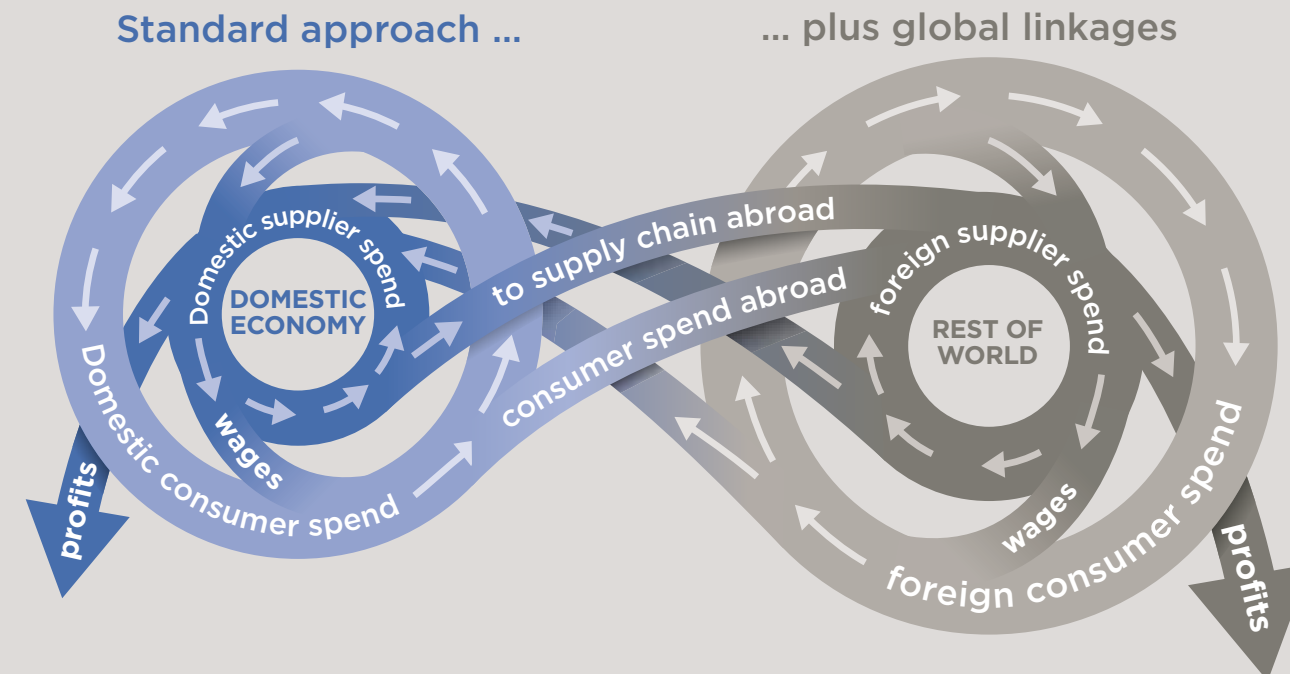 Standard approach ...
... plus global linkages
Domestic supplier spend
DOMESTIC
ECONOMY
Domestic consumer spend
wages
profits
to supply chain abroad
consumer spend abroad
foreign supplier spend
REST OF
WORLD
wages
foreign consumer spend
profits